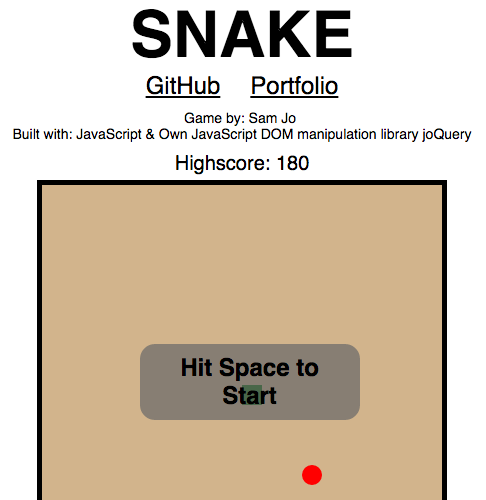 SNAKE
GitHub Portfolio
Game by: Sam Jo
Built with: JavaScript & Own JavaScript DOM manipulation library joQuery
Highscore: 180
Hit Space to
Start